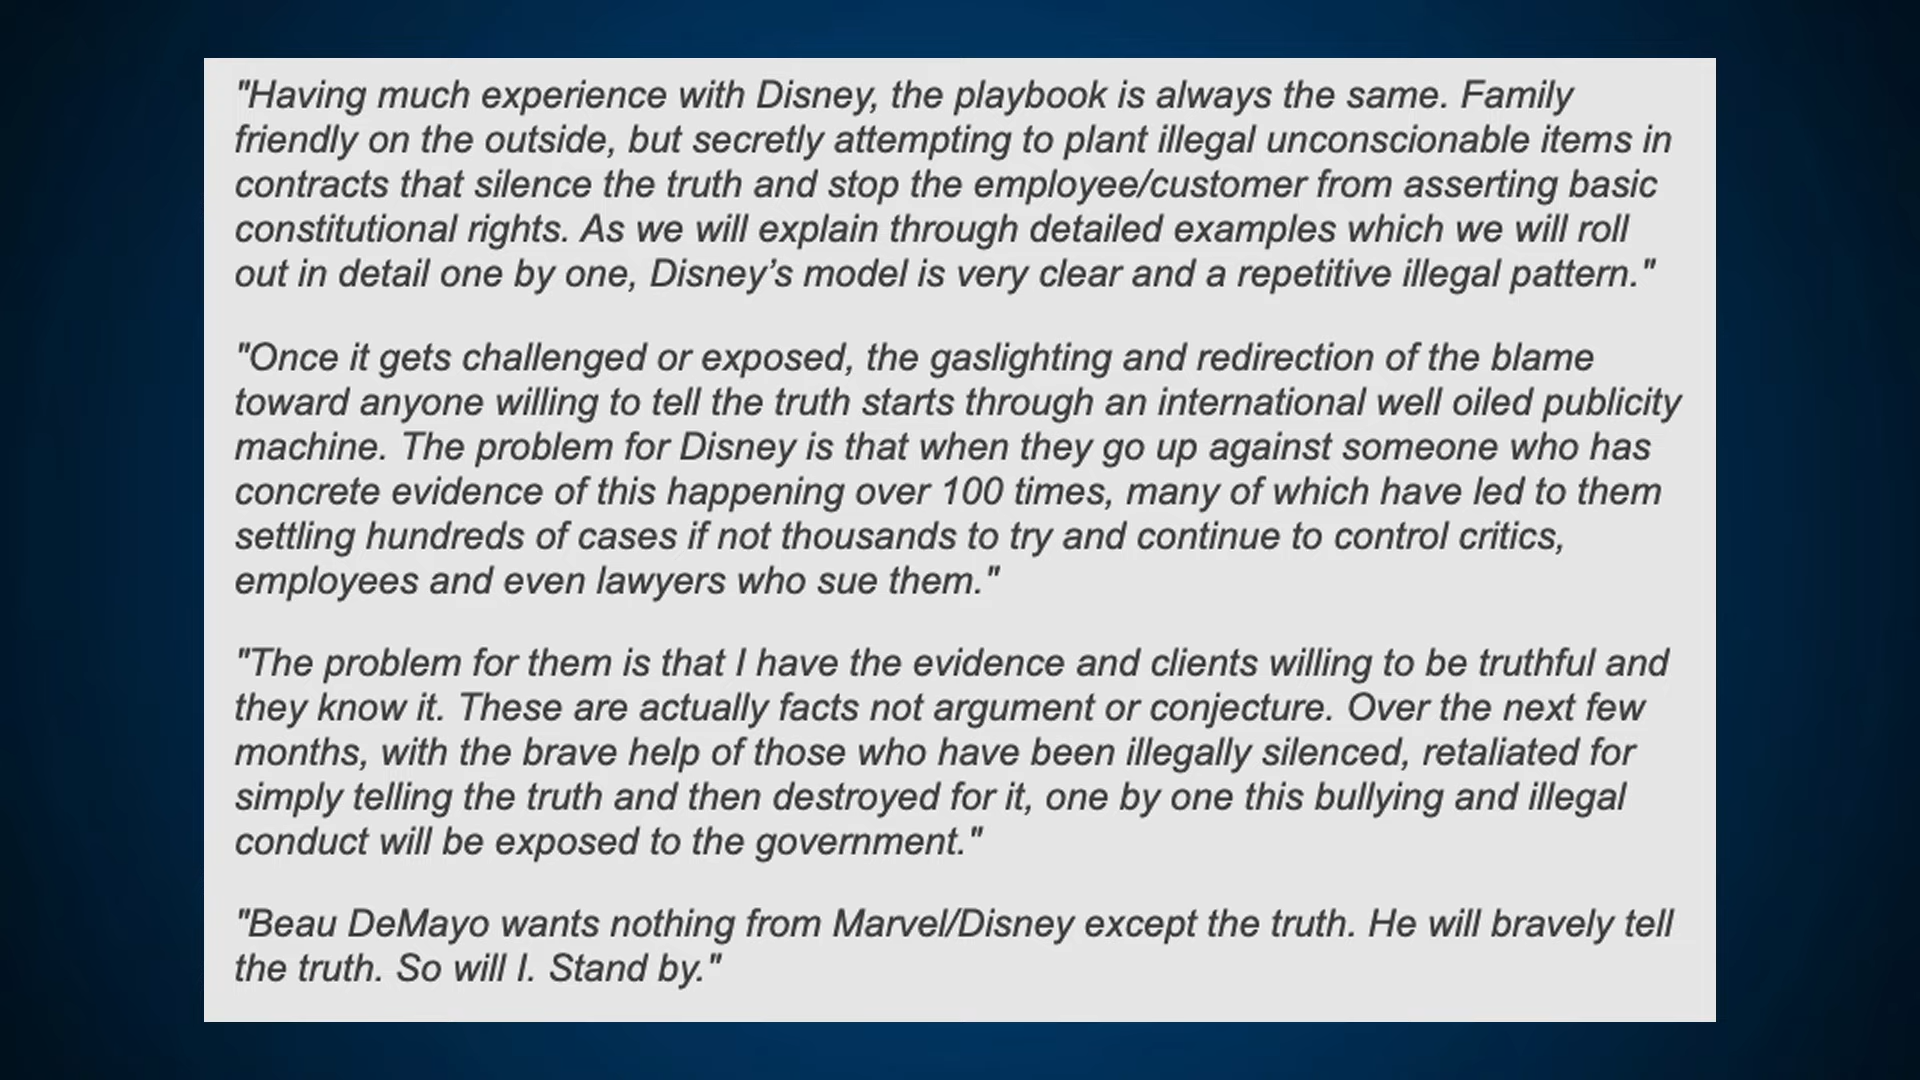 "Having much experience with Disney, the playbook is always the same. Family
friendly on the outside, but secretly attempting to plant illegal unconscionable items in
contracts that silence the truth and stop the employee/customer from asserting basic
constitutional rights. As we will explain through detailed examples which we will roll
out in detail one by one, Disney’s model is very clear and a repetitive illegal pattern."
"Once it gets challenged or exposed, the gaslighting and redirection of the blame
toward anyone willing to tell the truth starts through an international well oiled publicity
machine. The problem for Disney is that when they go up against someone who has
concrete evidence of this happening over 100 times, many of which have led to them
settling hundreds of cases if not thousands to try and continue to control critics,
employees and even lawyers who sue them."
"The problem for them is that I have the evidence and clients willing to be truthful and
they know it. These are actually facts not argument or conjecture. Over the next few
months, with the brave help of those who have been illegally silenced, retaliated for
simply telling the truth and then destroyed for it, one by one this bullying and illegal
conduct will be exposed to the government."
"Beau DeMayo wants nothing from Marvel/Disney except the truth. He will bravely tell
the truth. So will I. Stand by."